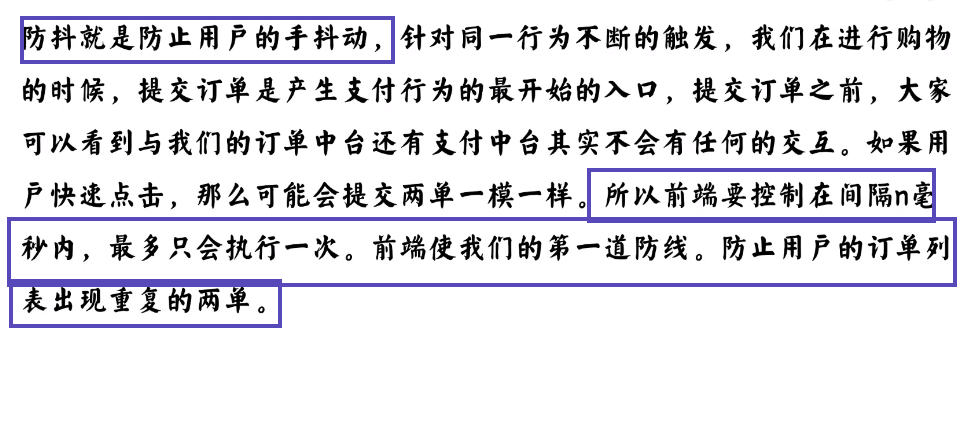 防抖就是防止用户的手抖动，针对同一行为不断的触发，我们在进行购物
的时候，提交订单是产生支付行为的最开始的入口，提交订单之前，大家
可以看到与我们的订单中台还有支付中台其实不会有任何的交互。如果用
户快速点击，那么可能会提交两单一模一样。所以前端要控制在间隔n毫
秒内，最多只会执行一次。前端使我们的第一道防线。防止用户的订单列
表出现重复的两单。